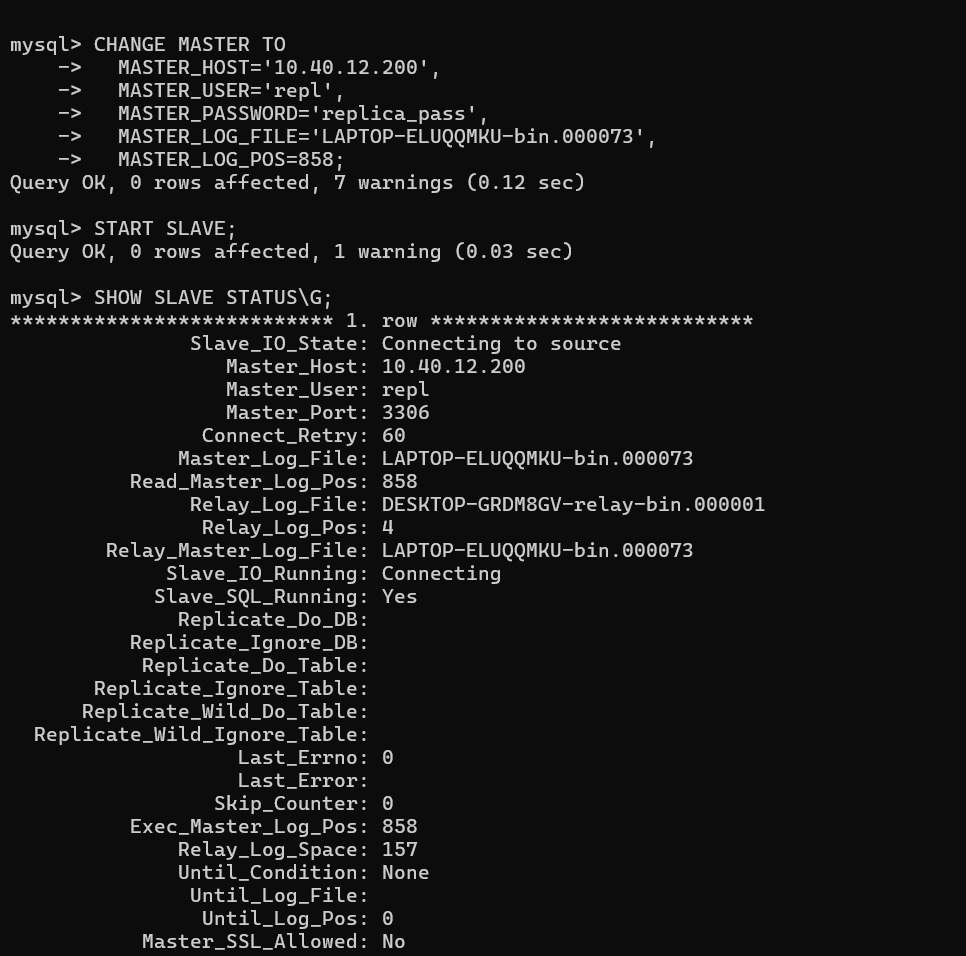 mysql> CHANGE MASTER TO
    ->   MASTER_HOST='10.40.12.200',
    ->   MASTER_USER='repl',
    ->   MASTER_PASSWORD='replica_pass',
    ->   MASTER_LOG_FILE='LAPTOP-ELUQQMKU-bin.000073',
    ->   MASTER_LOG_POS=858;
Query OK, 0 rows affected, 7 warnings (0.12 sec)

mysql> START SLAVE;
Query OK, 0 rows affected, 1 warning (0.03 sec)

mysql> SHOW SLAVE STATUS\G;
*************************** 1. row ***************************
               Slave_IO_State: Connecting to source
                  Master_Host: 10.40.12.200
                  Master_User: repl
                  Master_Port: 3306
                Connect_Retry: 60
              Master_Log_File: LAPTOP-ELUQQMKU-bin.000073
          Read_Master_Log_Pos: 858
               Relay_Log_File: DESKTOP-GRDM8GV-relay-bin.000001
                Relay_Log_Pos: 4
        Relay_Master_Log_File: LAPTOP-ELUQQMKU-bin.000073
             Slave_IO_Running: Connecting
            Slave_SQL_Running: Yes
              Replicate_Do_DB:
          Replicate_Ignore_DB:
           Replicate_Do_Table:
       Replicate_Ignore_Table:
      Replicate_Wild_Do_Table:
  Replicate_Wild_Ignore_Table:
                   Last_Errno: 0
                   Last_Error:
                 Skip_Counter: 0
          Exec_Master_Log_Pos: 858
              Relay_Log_Space: 157
              Until_Condition: None
               Until_Log_File:
                Until_Log_Pos: 0
           Master_SSL_Allowed: No